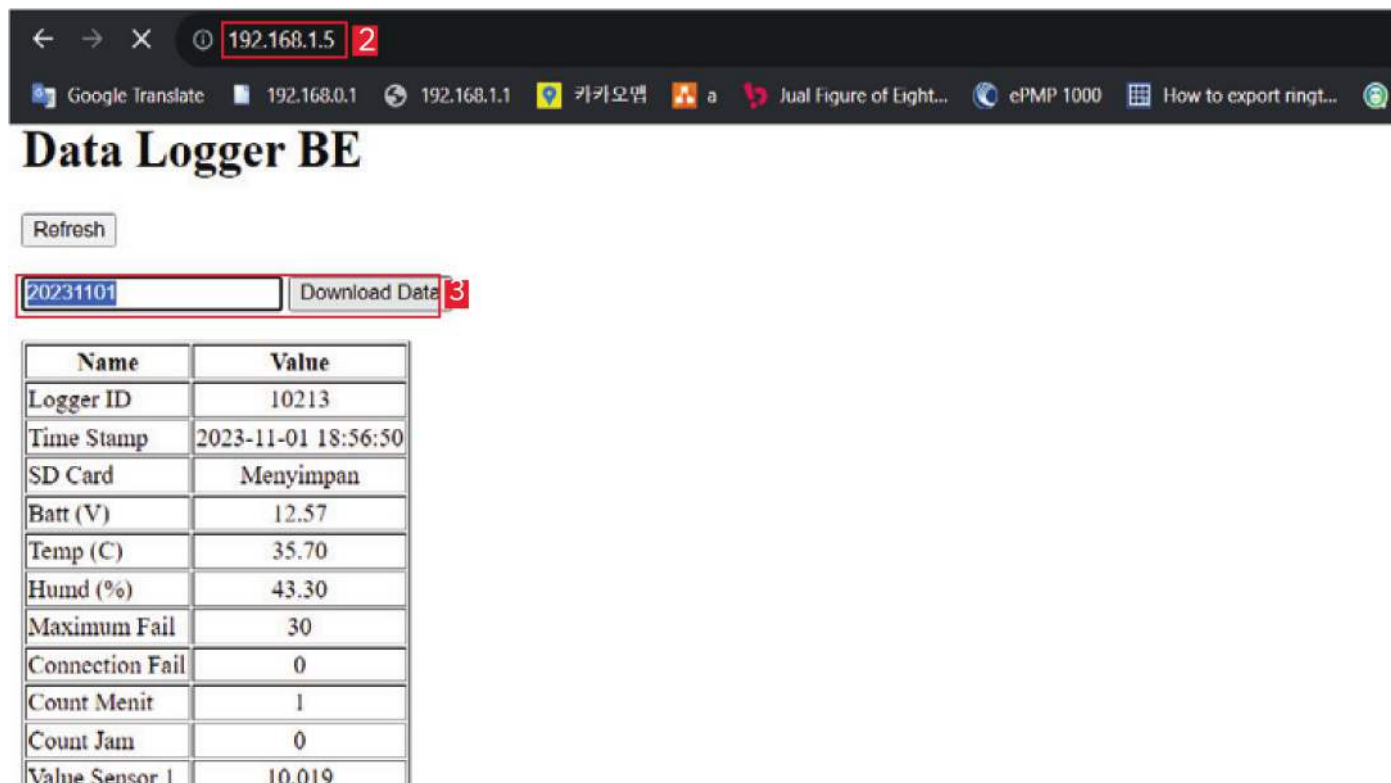 192.168.1.5 2
Google Translate 192.168.0.1 192.168.1.1 카카오맵 a Jual Figure of Eight... ePMP 1000 How to export ringt...
Data Logger BE
Refresh
20231101 Download Data 3
Name Value
Logger ID 10213
Time Stamp 2023-11-01 18:56:50
SD Card Menyimpan
Batt (V) 12.57
Temp (C) 35.70
Humd (%) 43.30
Maximum Fail 30
Connection Fail 0
Count Menit 1
Count Jam 0
Value Sensor 1 10.019